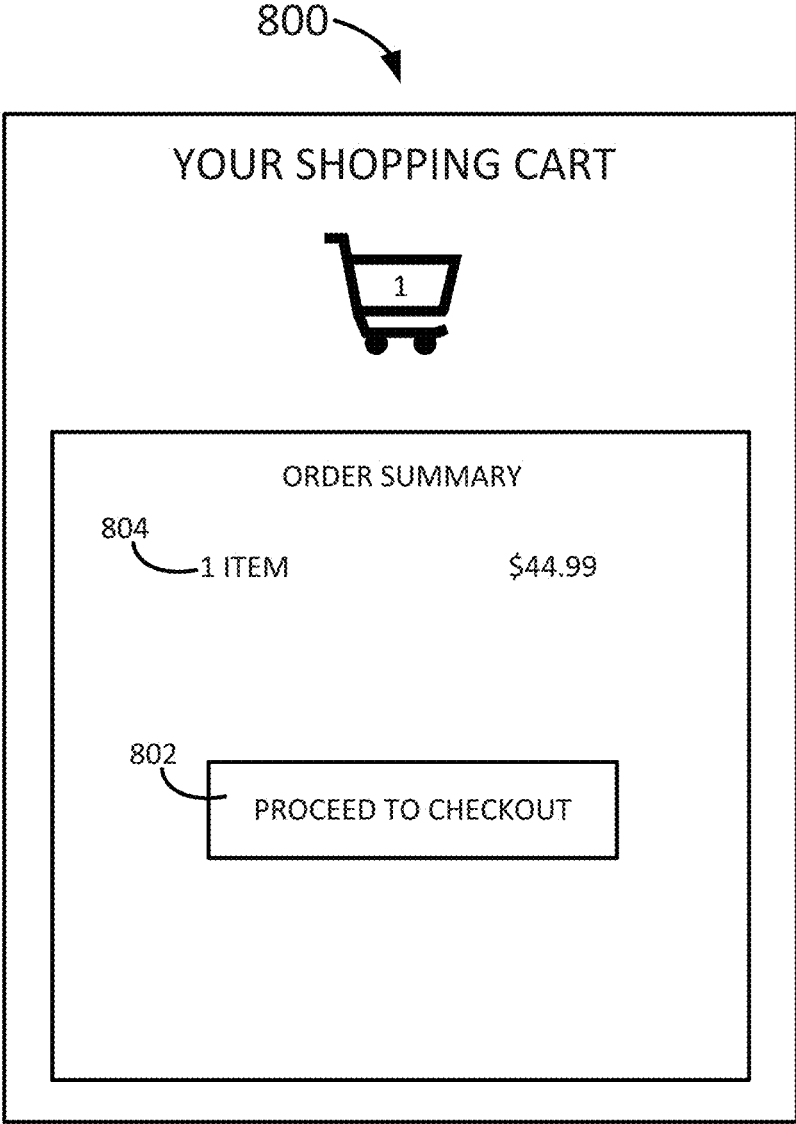 800
YOUR SHOPPING CART
1
ORDER SUMMARY
804
1 ITEM $44.99
802
PROCEED TO CHECKOUT